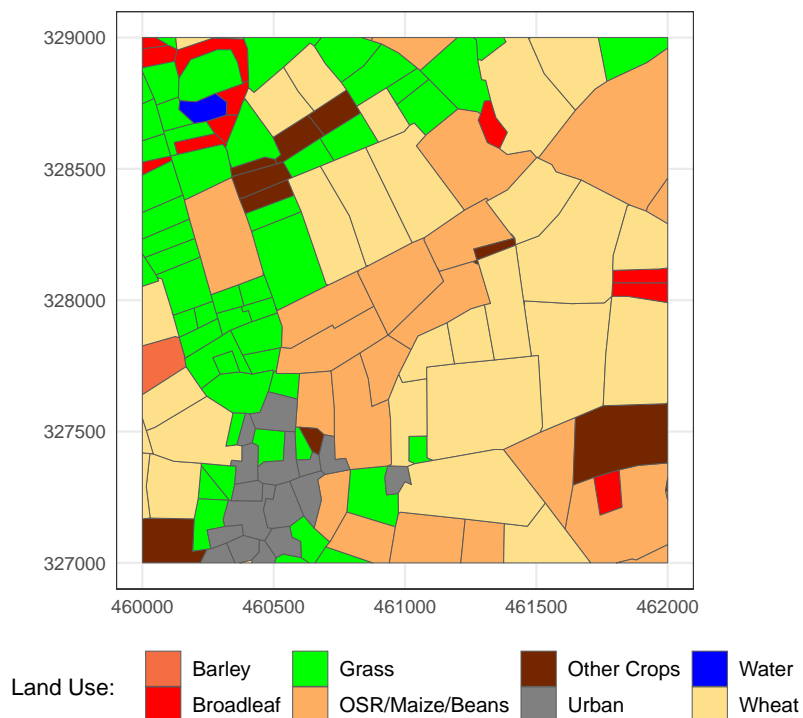 329000
328500
328000
327500
327000
460000 460500 461000 461500 462000
Land Use:
Barley Grass Other Crops Water
Broadleaf OSR/Maize/Beans Urban Wheat